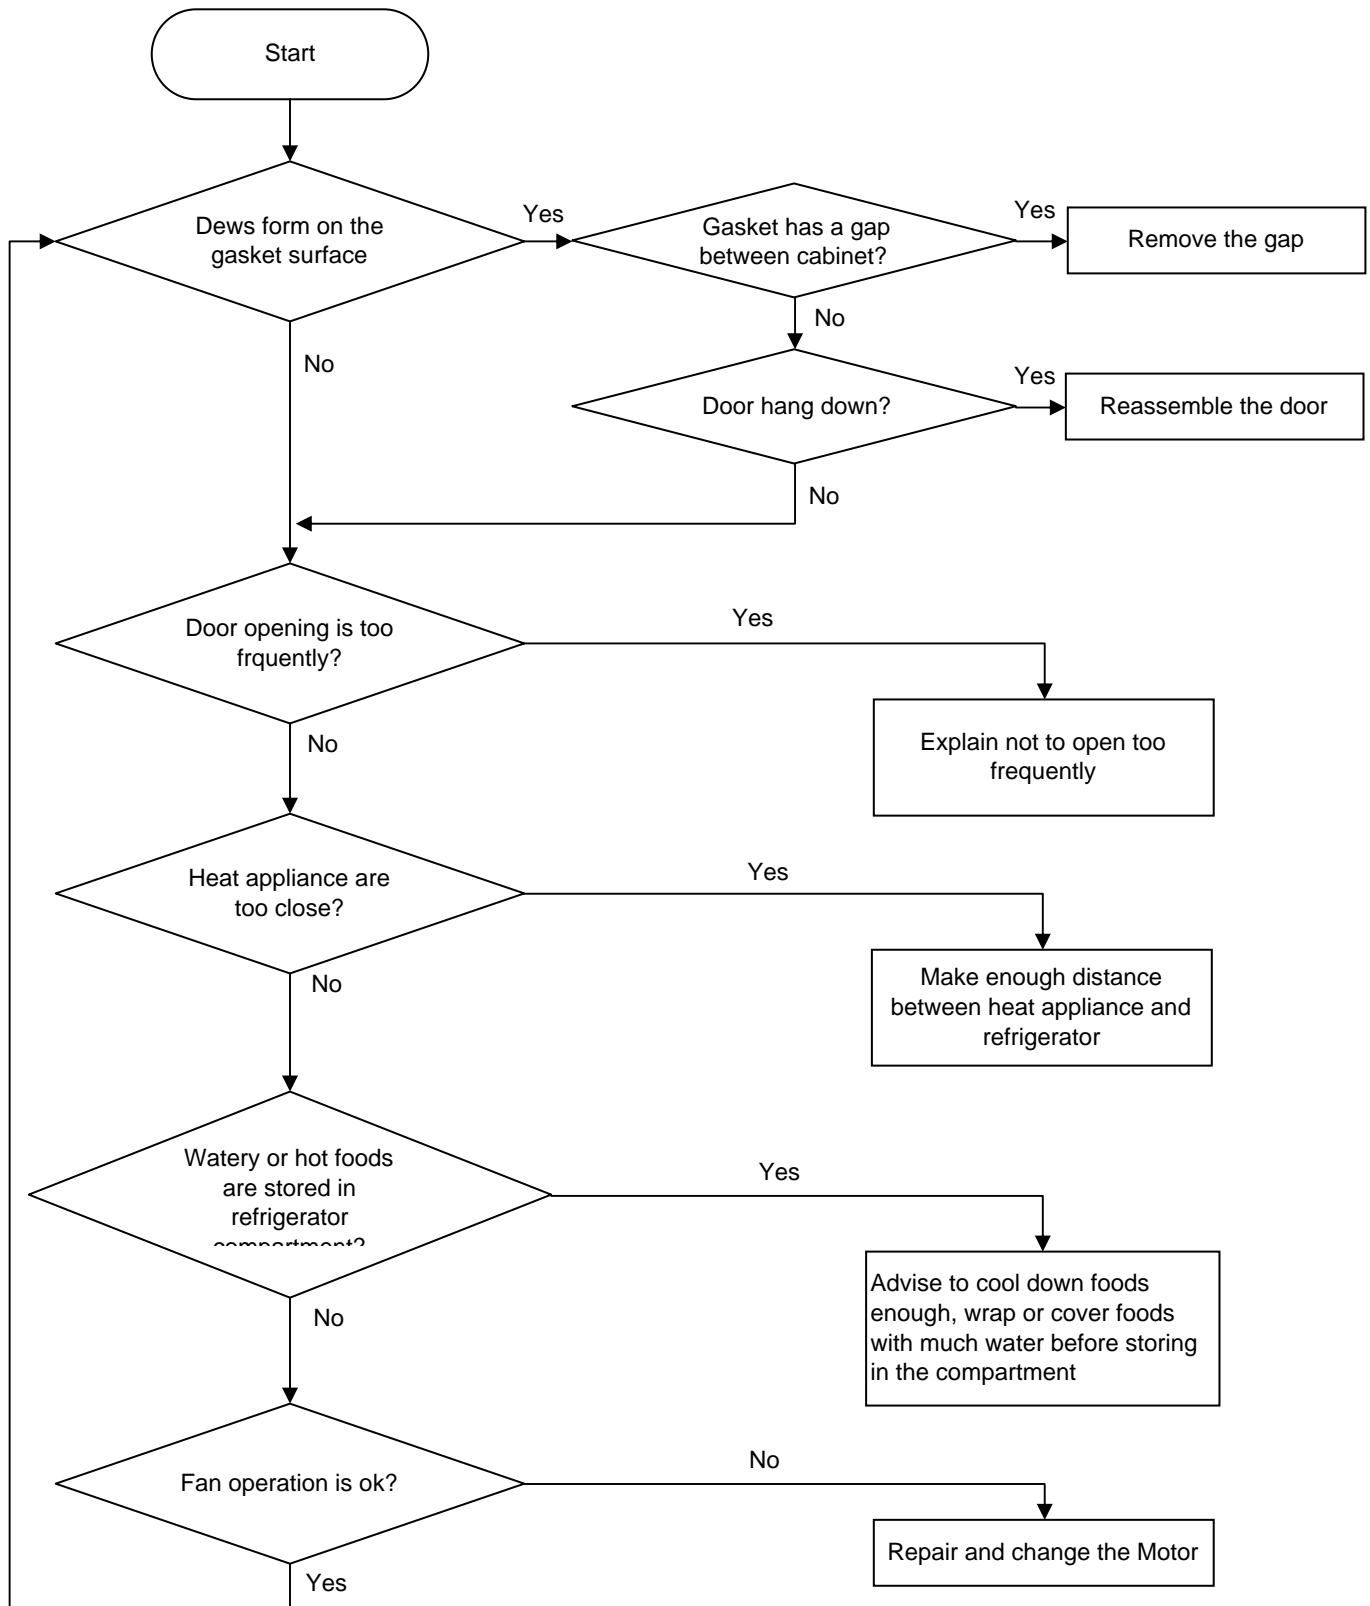 Start
Dews form on the
gasket surface
Yes
Gasket has a gap
between cabinet?
Yes
Remove the gap
No
No
Door hang down?
Yes
Reassemble the door
No
Door opening is too
frquently?
Yes
Explain not to open too
frequently
No
Heat appliance are
too close?
Yes
Make enough distance
between heat appliance and
refrigerator
No
Watery or hot foods
are stored in
refrigerator
compartment?
Yes
Advise to cool down foods
enough, wrap or cover foods
with much water before storing
in the compartment
No
Fan operation is ok?
No
Repair and change the Motor
Yes